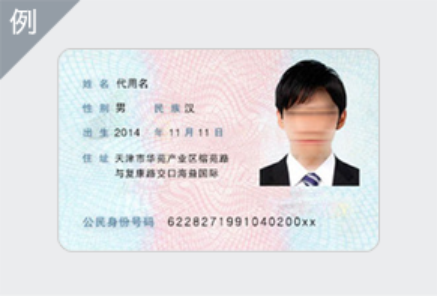 例
姓名 代用名
性别 男 民族 汉
出生 2014 年 11 月 11 日
住址 天津市华苑产业区榕苑路
与复康路交口海益国际
公民身份号码 6228271991040200xx